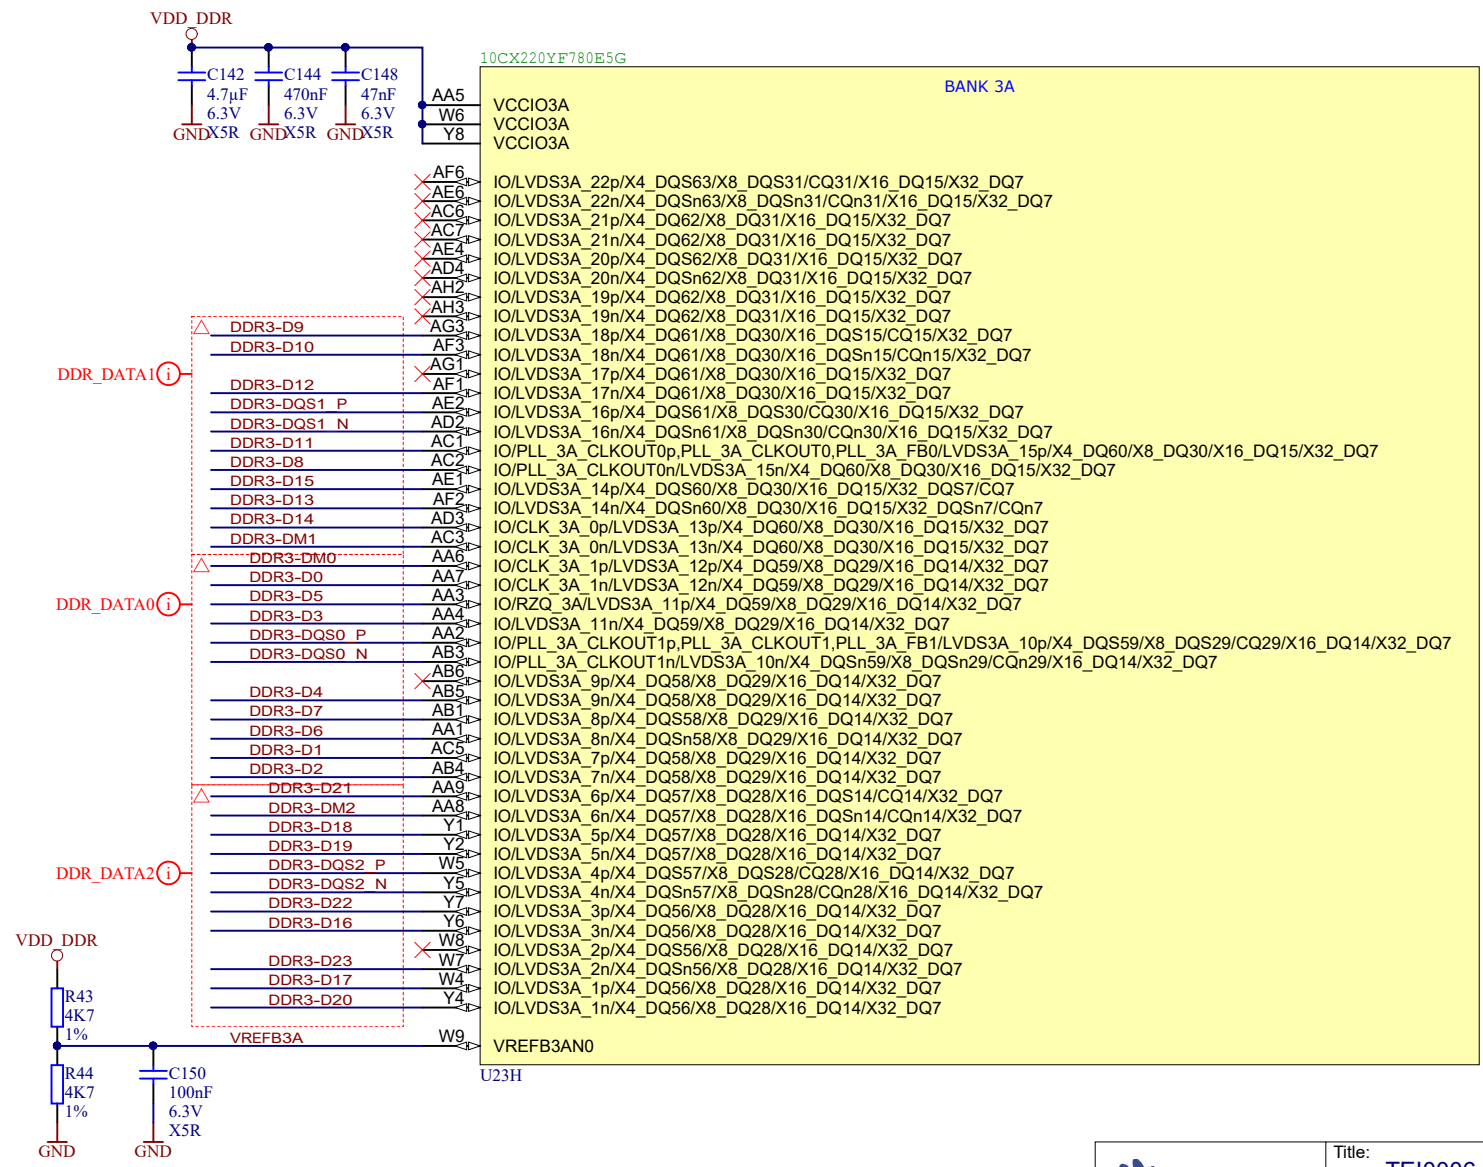 VDD_DDR
C142
4.7µF
6.3V
X5R
GND
C144
470nF
6.3V
X5R
GND
C148
47nF
6.3V
X5R
GND
10CX220YF780E5G
BANK 3A
AA5 VCCIO3A
W6 VCCIO3A
Y8 VCCIO3A
AF6 IO/LVDS3A_22p/X4_DQS63/X8_DQS31/CQ31/X16_DQ15/X32_DQ7
AE6 IO/LVDS3A_22n/X4_DQSn63/X8_DQSn31/CQn31/X16_DQ15/X32_DQ7
AC6 IO/LVDS3A_21p/X4_DQ62/X8_DQ31/X16_DQ15/X32_DQ7
AC7 IO/LVDS3A_21n/X4_DQ62/X8_DQ31/X16_DQ15/X32_DQ7
AE4 IO/LVDS3A_20p/X4_DQS62/X8_DQ31/X16_DQ15/X32_DQ7
AD4 IO/LVDS3A_20n/X4_DQSn62/X8_DQ31/X16_DQ15/X32_DQ7
AH2 IO/LVDS3A_19p/X4_DQ62/X8_DQ31/X16_DQ15/X32_DQ7
AH3 IO/LVDS3A_19n/X4_DQ62/X8_DQ31/X16_DQ15/X32_DQ7
DDR3-D9 AG3 IO/LVDS3A_18p/X4_DQ61/X8_DQ30/X16_DQS15/CQ15/X32_DQ7
DDR3-D10 AF3 IO/LVDS3A_18n/X4_DQ61/X8_DQ30/X16_DQSn15/CQn15/X32_DQ7
DDR_DATA1 i AG1 IO/LVDS3A_17p/X4_DQ61/X8_DQ30/X16_DQ15/X32_DQ7
DDR3-D12 AF1 IO/LVDS3A_17n/X4_DQ61/X8_DQ30/X16_DQ15/X32_DQ7
DDR3-DQS1_P AE2 IO/LVDS3A_16p/X4_DQS61/X8_DQS30/CQ30/X16_DQ15/X32_DQ7
DDR3-DQS1_N AD2 IO/LVDS3A_16n/X4_DQSn61/X8_DQSn30/CQn30/X16_DQ15/X32_DQ7
DDR3-D11 AC1 IO/PLL_3A_CLKOUT0p,PLL_3A_CLKOUT0,PLL_3A_FB0/LVDS3A_15p/X4_DQ60/X8_DQ30/X16_DQ15/X32_DQ7
DDR3-D8 AC2 IO/PLL_3A_CLKOUT0n/LVDS3A_15n/X4_DQ60/X8_DQ30/X16_DQ15/X32_DQ7
DDR3-D15 AE1 IO/LVDS3A_14p/X4_DQS60/X8_DQ30/X16_DQ15/X32_DQS7/CQ7
DDR3-D13 AF2 IO/LVDS3A_14n/X4_DQSn60/X8_DQ30/X16_DQ15/X32_DQSn7/CQn7
DDR3-D14 AD3 IO/CLK_3A_0p/LVDS3A_13p/X4_DQ60/X8_DQ30/X16_DQ15/X32_DQ7
DDR3-DM1 AC3 IO/CLK_3A_0n/LVDS3A_13n/X4_DQ60/X8_DQ30/X16_DQ15/X32_DQ7
DDR3-DM0 AA6 IO/CLK_3A_1p/LVDS3A_12p/X4_DQ59/X8_DQ29/X16_DQ14/X32_DQ7
DDR3-D0 AA7 IO/CLK_3A_1n/LVDS3A_12n/X4_DQ59/X8_DQ29/X16_DQ14/X32_DQ7
DDR_DATA0 i DDR3-D5 AA3 IO/RZQ_3A/LVDS3A_11p/X4_DQ59/X8_DQ29/X16_DQ14/X32_DQ7
DDR3-D3 AA4 IO/LVDS3A_11n/X4_DQ59/X8_DQ29/X16_DQ14/X32_DQ7
DDR3-DQS0_P AA2 IO/PLL_3A_CLKOUT1p,PLL_3A_CLKOUT1,PLL_3A_FB1/LVDS3A_10p/X4_DQS59/X8_DQS29/CQ29/X16_DQ14/X32_DQ7
DDR3-DQS0_N AB3 IO/PLL_3A_CLKOUT1n/LVDS3A_10n/X4_DQSn59/X8_DQSn29/CQn29/X16_DQ14/X32_DQ7
AB6 IO/LVDS3A_9p/X4_DQ58/X8_DQ29/X16_DQ14/X32_DQ7
DDR3-D4 AB5 IO/LVDS3A_9n/X4_DQ58/X8_DQ29/X16_DQ14/X32_DQ7
DDR3-D7 AB1 IO/LVDS3A_8p/X4_DQS58/X8_DQ29/X16_DQ14/X32_DQ7
DDR3-D6 AA1 IO/LVDS3A_8n/X4_DQSn58/X8_DQ29/X16_DQ14/X32_DQ7
DDR3-D1 AC5 IO/LVDS3A_7p/X4_DQ58/X8_DQ29/X16_DQ14/X32_DQ7
DDR3-D2 AB4 IO/LVDS3A_7n/X4_DQ58/X8_DQ29/X16_DQ14/X32_DQ7
DDR3-D21 AA9 IO/LVDS3A_6p/X4_DQ57/X8_DQ28/X16_DQS14/CQ14/X32_DQ7
DDR3-DM2 AA8 IO/LVDS3A_6n/X4_DQ57/X8_DQ28/X16_DQSn14/CQn14/X32_DQ7
DDR3-D18 Y1 IO/LVDS3A_5p/X4_DQ57/X8_DQ28/X16_DQ14/X32_DQ7
DDR3-D19 Y2 IO/LVDS3A_5n/X4_DQ57/X8_DQ28/X16_DQ14/X32_DQ7
DDR_DATA2 i DDR3-DQS2_P W5 IO/LVDS3A_4p/X4_DQS57/X8_DQS28/CQ28/X16_DQ14/X32_DQ7
DDR3-DQS2_N Y5 IO/LVDS3A_4n/X4_DQSn57/X8_DQSn28/CQn28/X16_DQ14/X32_DQ7
DDR3-D22 Y7 IO/LVDS3A_3p/X4_DQ56/X8_DQ28/X16_DQ14/X32_DQ7
DDR3-D16 Y6 IO/LVDS3A_3n/X4_DQ56/X8_DQ28/X16_DQ14/X32_DQ7
W8 IO/LVDS3A_2p/X4_DQS56/X8_DQ28/X16_DQ14/X32_DQ7
DDR3-D23 W7 IO/LVDS3A_2n/X4_DQSn56/X8_DQ28/X16_DQ14/X32_DQ7
DDR3-D17 W4 IO/LVDS3A_1p/X4_DQ56/X8_DQ28/X16_DQ14/X32_DQ7
DDR3-D20 Y4 IO/LVDS3A_1n/X4_DQ56/X8_DQ28/X16_DQ14/X32_DQ7
VREFB3A W9 VREFB3AN0
U23H
VDD_DDR
R43
4K7
1%
R44
4K7
1%
GND
C150
100nF
6.3V
X5R
GND
Title: